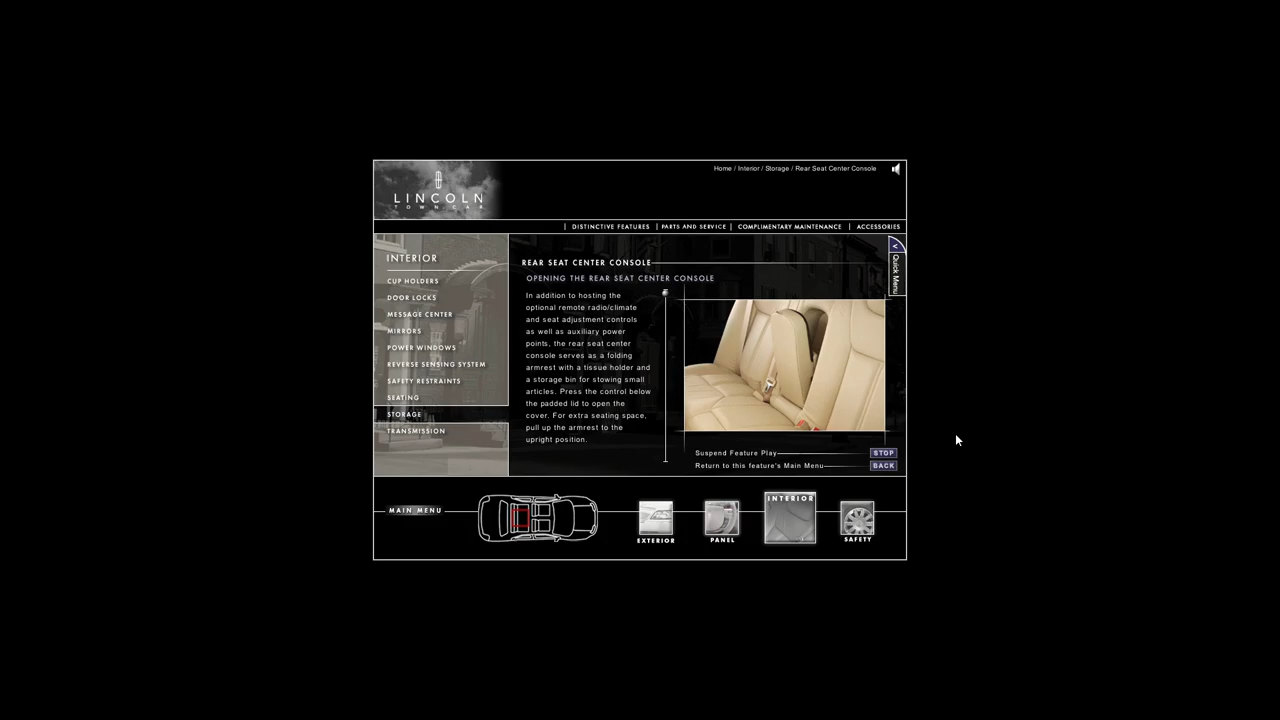 Home / Interior / Storage / Rear Seat Center Console
LINCOLN
TOWN CAR
DISTINCTIVE FEATURES | PARTS AND SERVICE | COMPLIMENTARY MAINTENANCE | ACCESSORIES
< Quick Menu
INTERIOR
CUP HOLDERS
DOOR LOCKS
MESSAGE CENTER
MIRRORS
POWER WINDOWS
REVERSE SENSING SYSTEM
SAFETY RESTRAINTS
SEATING
STORAGE
TRANSMISSION
REAR SEAT CENTER CONSOLE
OPENING THE REAR SEAT CENTER CONSOLE
In addition to hosting the
optional remote radio/climate
and seat adjustment controls
as well as auxiliary power
points, the rear seat center
console serves as a folding
armrest with a tissue holder and
a storage bin for stowing small
articles. Press the control below
the padded lid to open the
cover. For extra seating space,
pull up the armrest to the
upright position.
Suspend Feature Play STOP
Return to this feature's Main Menu BACK
MAIN MENU
EXTERIOR
PANEL
INTERIOR
SAFETY